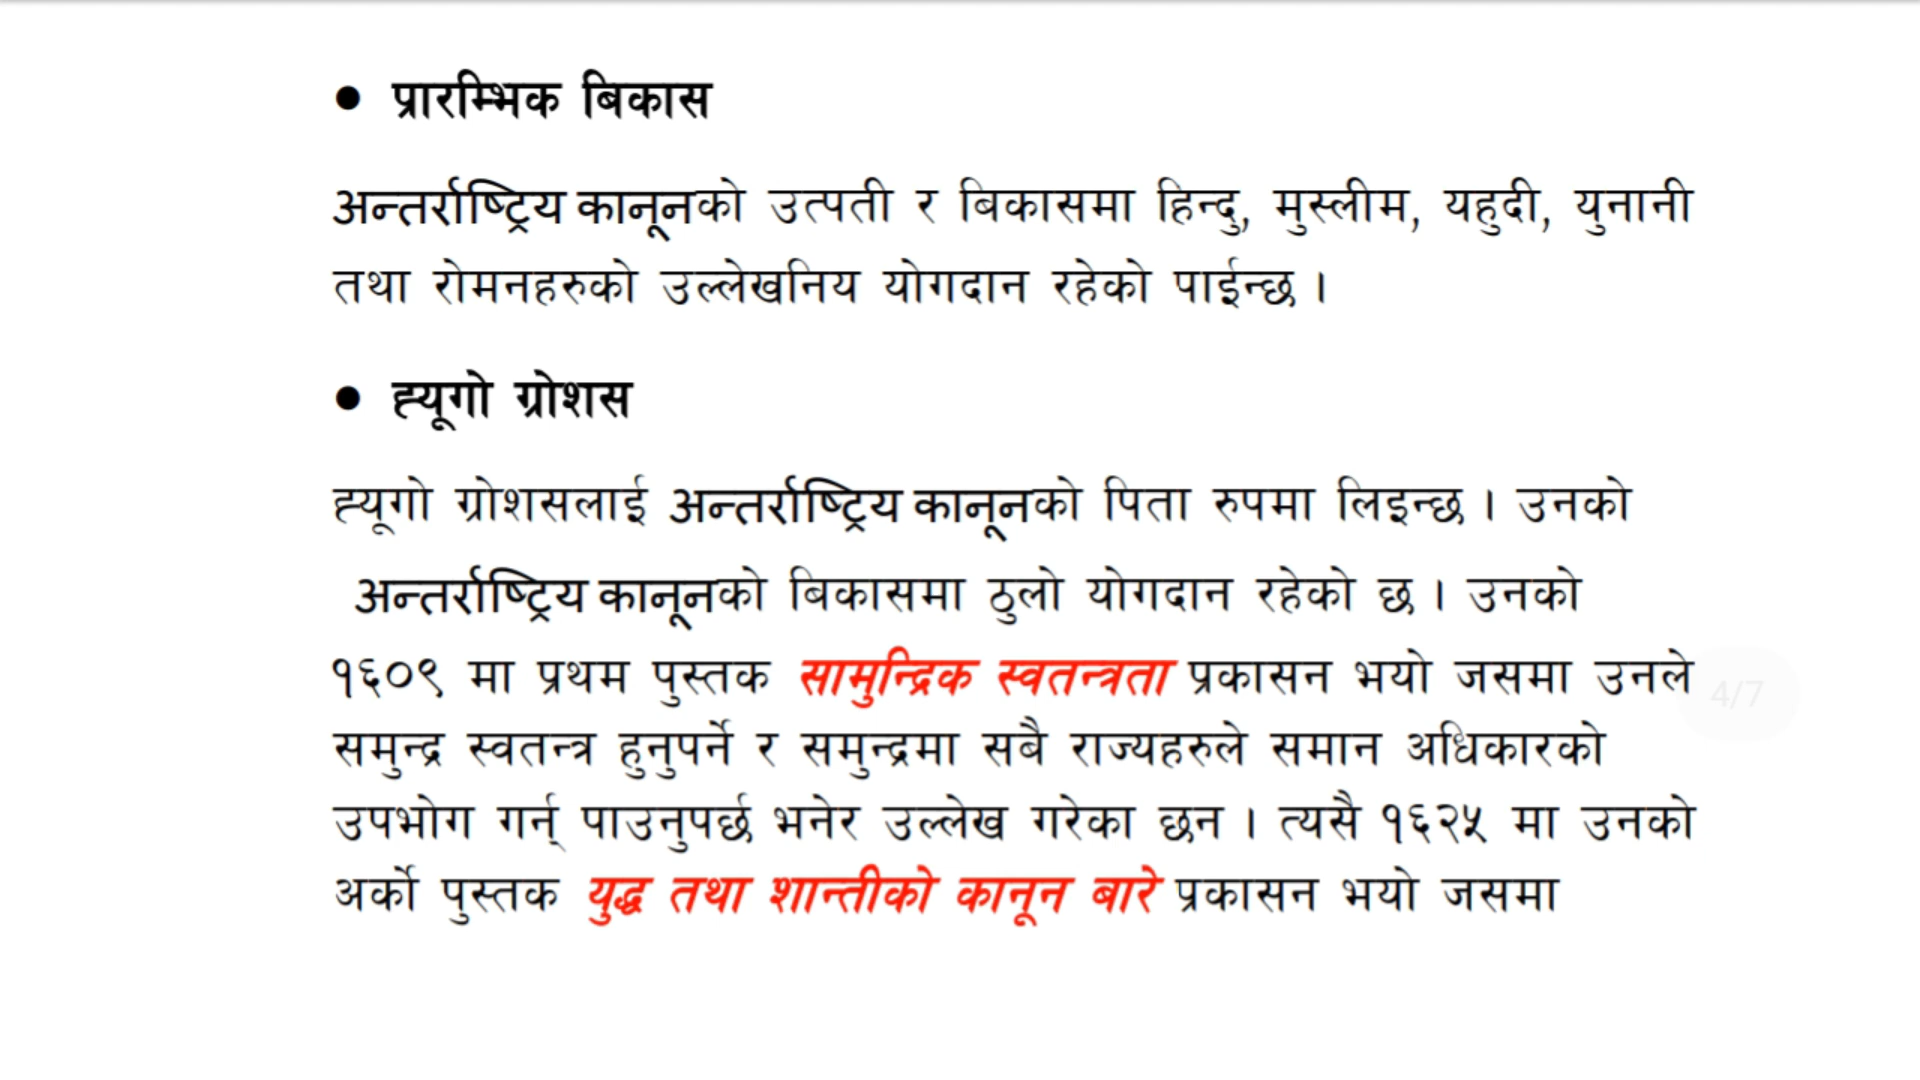 ● प्रारम्भिक बिकास
अन्तर्राष्ट्रिय कानूनको उत्पती र बिकासमा हिन्दु, मुस्लीम, यहुदी, युनानी
तथा रोमनहरुको उल्लेखनिय योगदान रहेको पाईन्छ ।
● ह्यूगो ग्रोशस
ह्यूगो ग्रोशसलाई अन्तर्राष्ट्रिय कानूनको पिता रुपमा लिइन्छ । उनको
अन्तर्राष्ट्रिय कानूनको बिकासमा ठुलो योगदान रहेको छ । उनको
१६०९ मा प्रथम पुस्तक सामुन्द्रिक स्वतन्त्रता प्रकासन भयो जसमा उनले
4/7
समुन्द्र स्वतन्त्र हुनुपर्ने र समुन्द्रमा सबै राज्यहरुले समान अधिकारको
उपभोग गर्न् पाउनुपर्छ भनेर उल्लेख गरेका छन । त्यसै १६२५ मा उनको
अर्को पुस्तक युद्ध तथा शान्तीको कानून बारे प्रकासन भयो जसमा